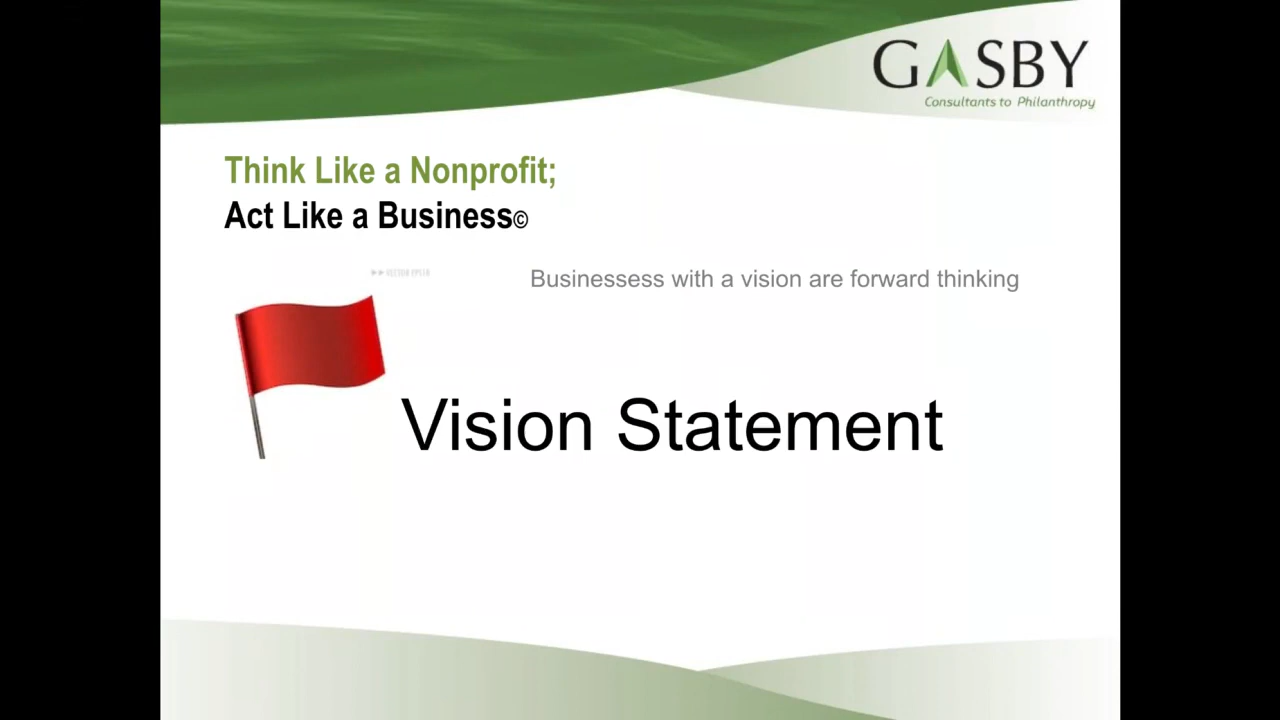 GASBY
Consultants to Philanthropy
Think Like a Nonprofit;
Act Like a Business©
Businessess with a vision are forward thinking
Vision Statement